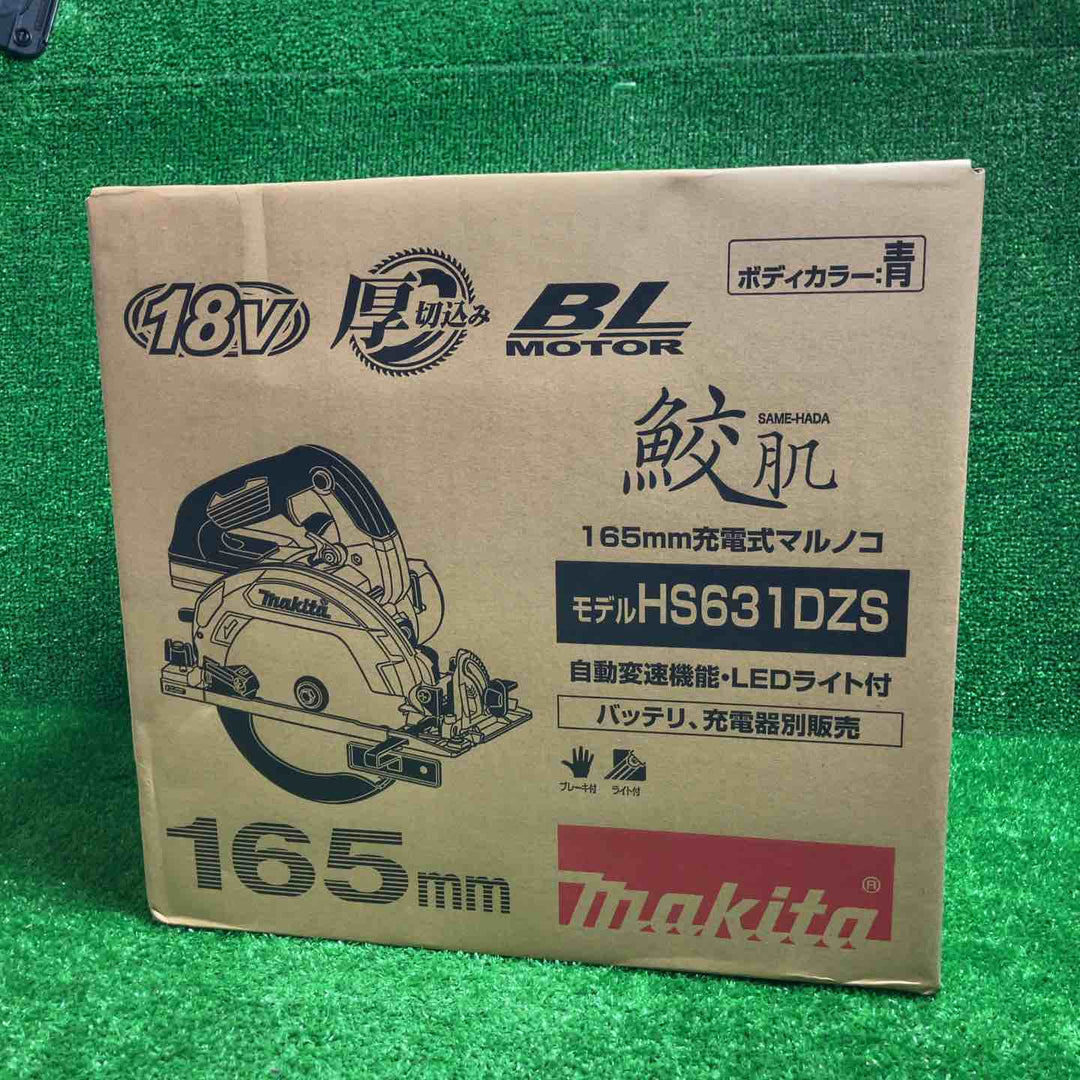 ボディカラー:青
18V
厚切込み
BL
MOTOR
鮫肌
SAME-HADA
165mm充電式マルノコ
モデルHS631DZS
自動変速機能・LEDライト付
バッテリ、充電器別販売
ブレーキ付 ライト付
makita
165mm
makita®